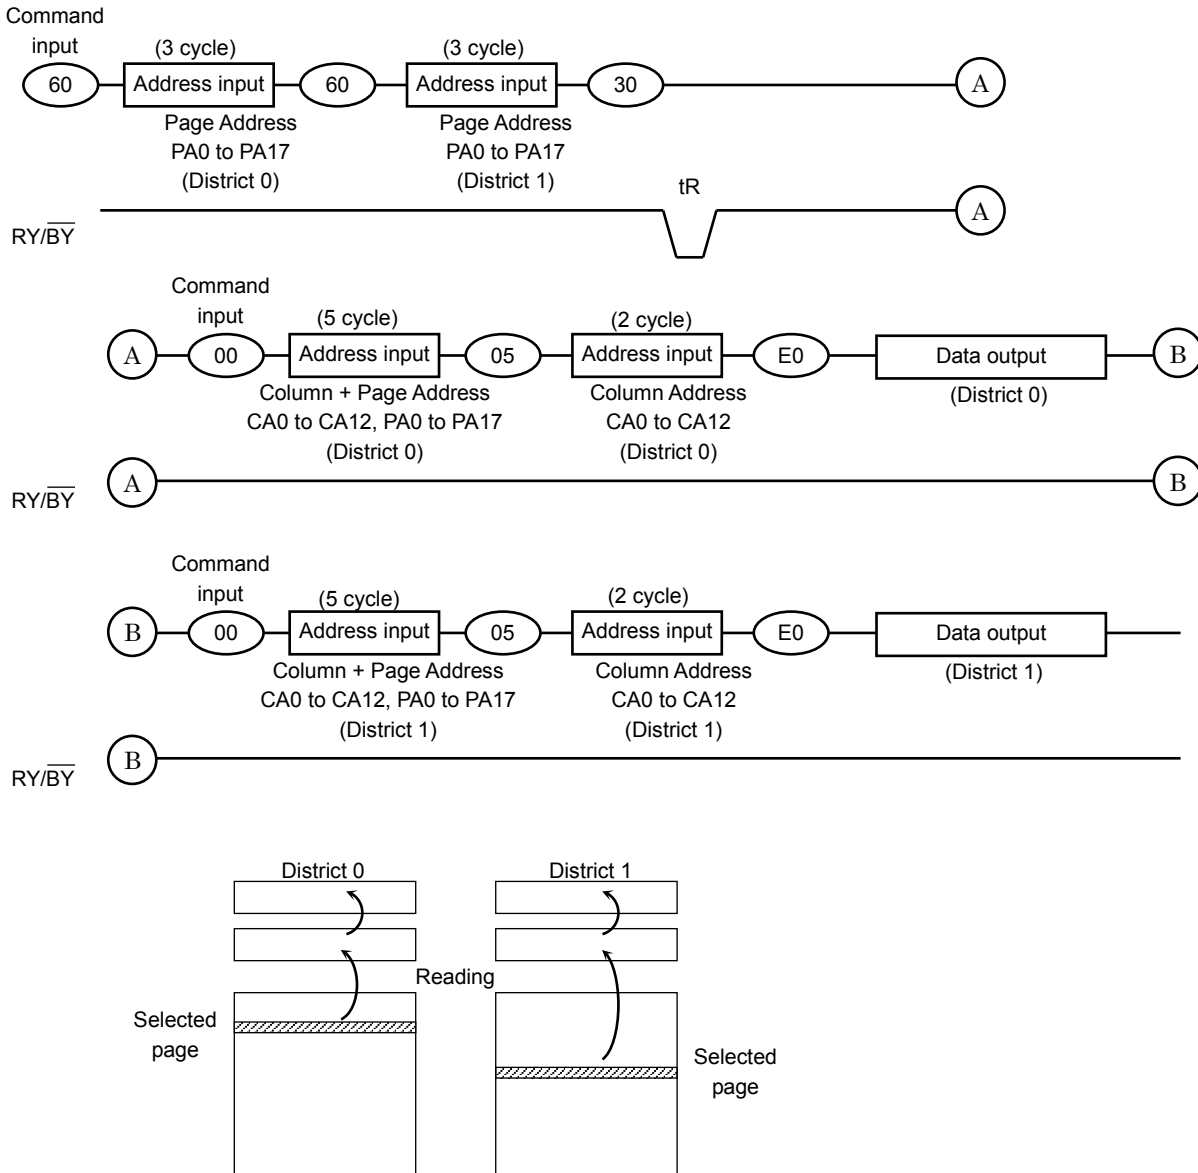 Command
input
(3 cycle) (3 cycle)
60 Address input 60 Address input 30 A
Page Address Page Address
PA0 to PA17 PA0 to PA17
(District 0) (District 1)
tR
RY/BY A
Command
input
(5 cycle) (2 cycle)
A 00 Address input 05 Address input E0 Data output B
Column + Page Address Column Address (District 0)
CA0 to CA12, PA0 to PA17 CA0 to CA12
(District 0) (District 0)
RY/BY A B
Command
input
(5 cycle) (2 cycle)
B 00 Address input 05 Address input E0 Data output
Column + Page Address Column Address (District 1)
CA0 to CA12, PA0 to PA17 CA0 to CA12
(District 1) (District 1)
RY/BY B
District 0 District 1
Reading
Selected
page
Selected
page